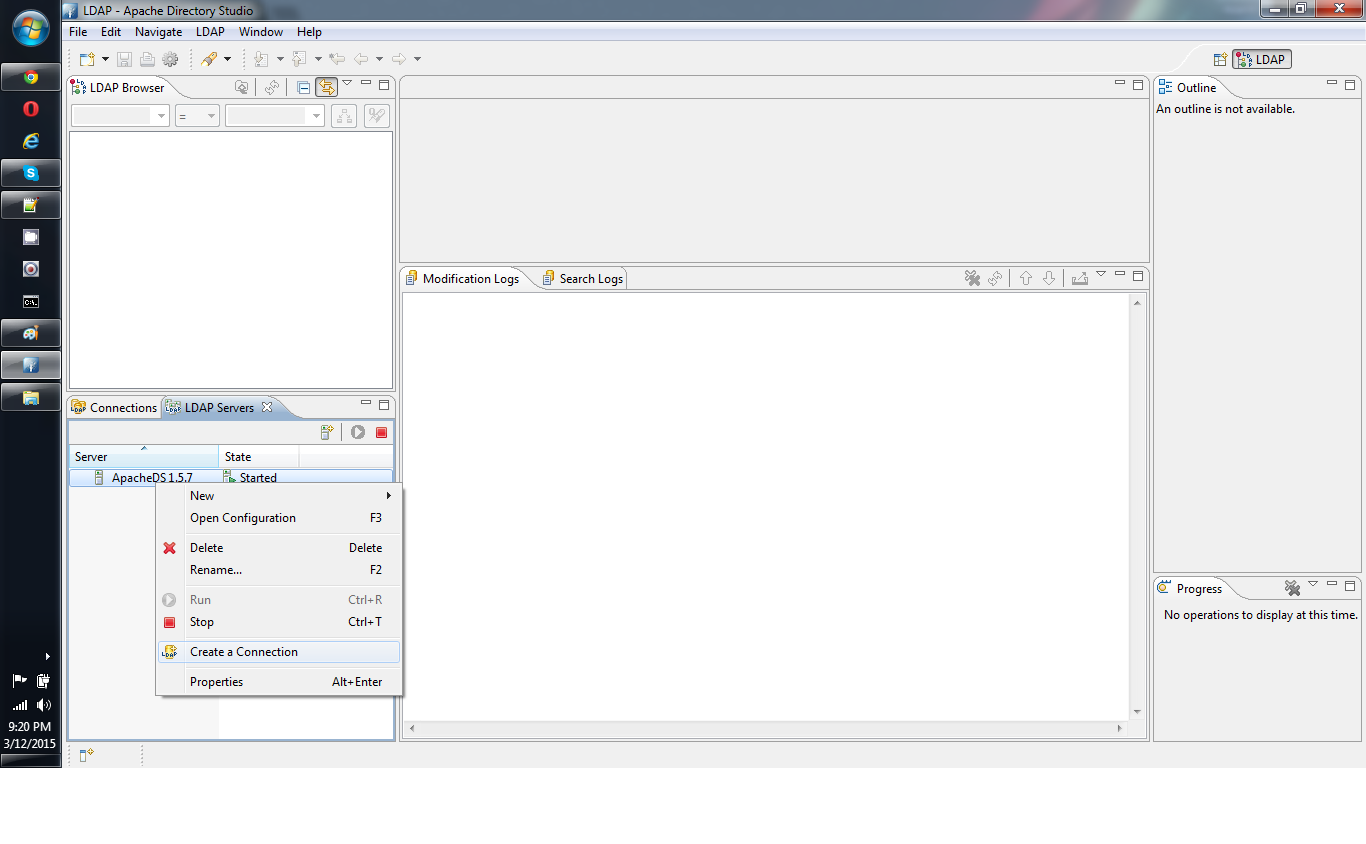 LDAP - Apache Directory Studio
File Edit Navigate LDAP Window Help
LDAP
LDAP Browser
=
Outline
An outline is not available.
Modification Logs Search Logs
Connections LDAP Servers
Server State
ApacheDS 1.5.7 Started
New
Open Configuration F3
Delete Delete
Rename... F2
Run Ctrl+R
Stop Ctrl+T
Create a Connection
Properties Alt+Enter
Progress
No operations to display at this time.
9:20 PM
3/12/2015